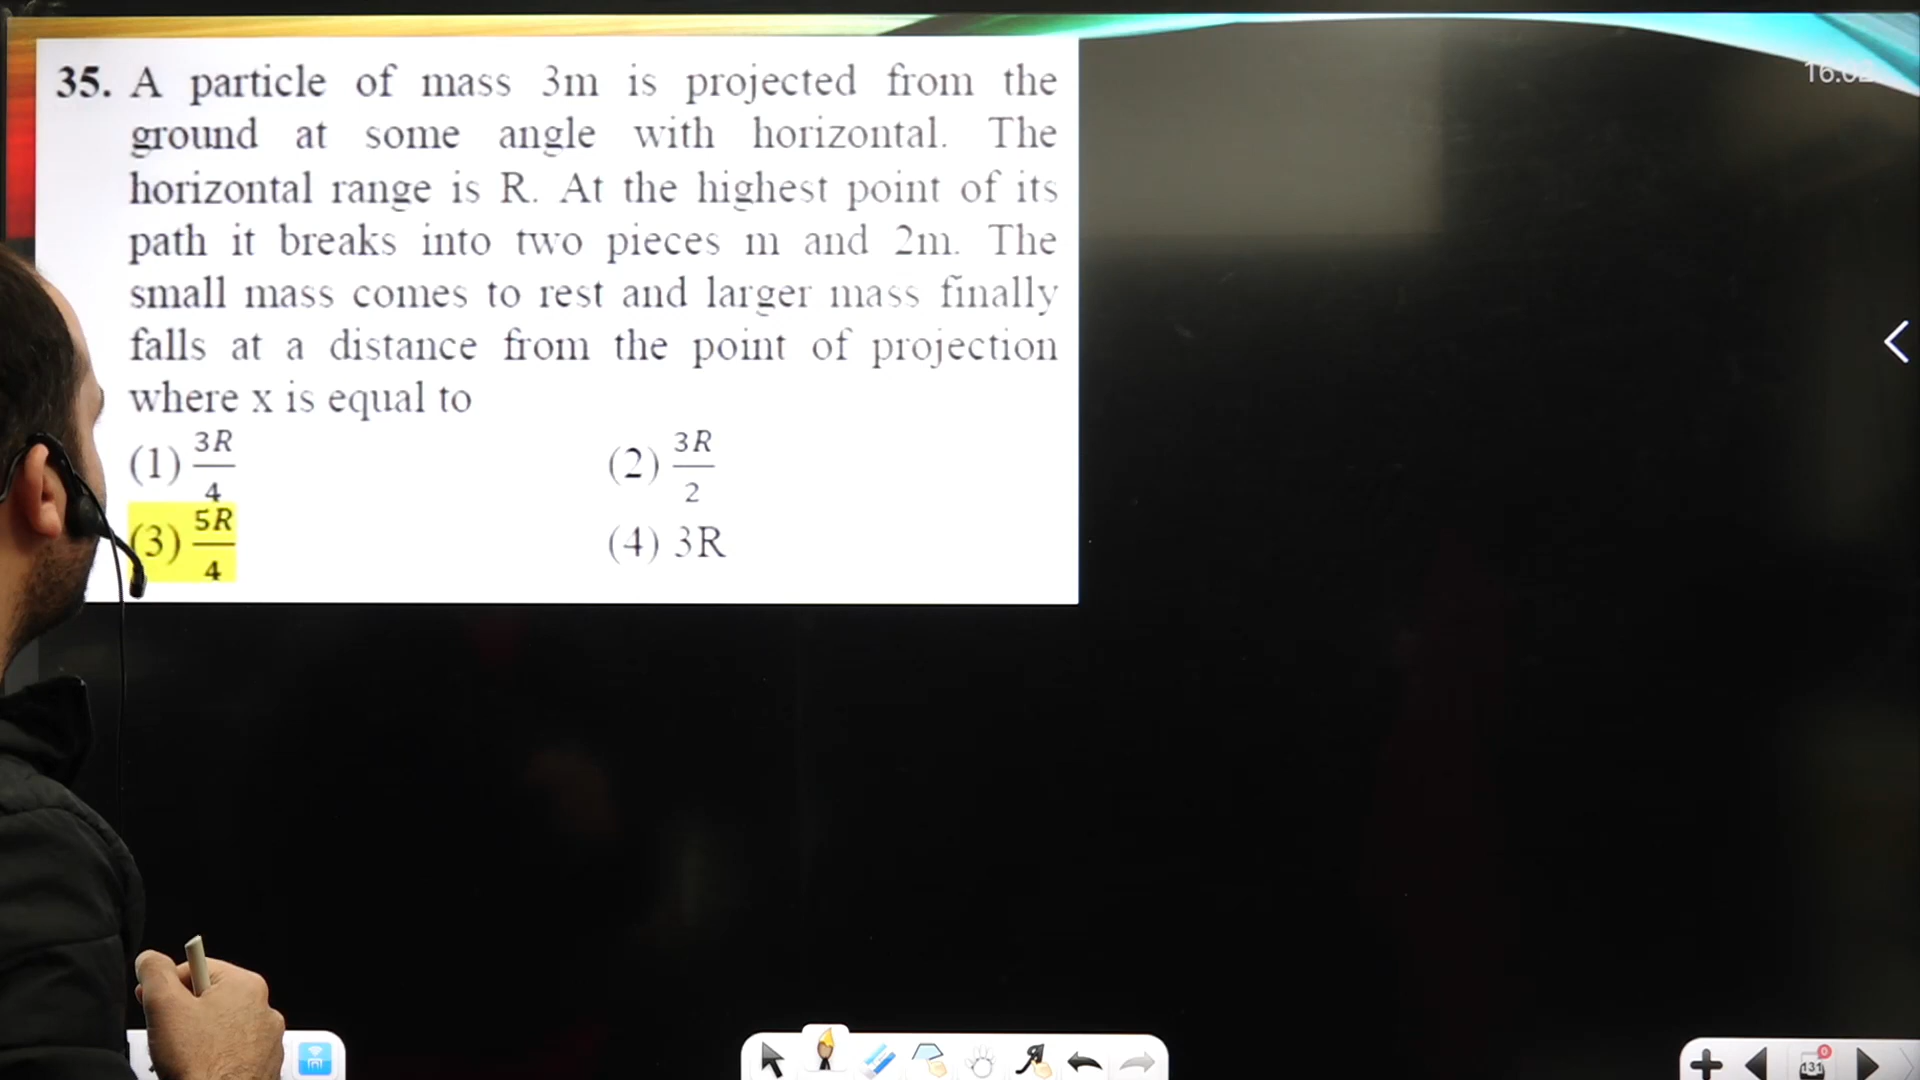 35. A particle of mass 3m is projected from the
ground at some angle with horizontal. The
horizontal range is R. At the highest point of its
path it breaks into two pieces m and 2m. The
small mass comes to rest and larger mass finally
falls at a distance from the point of projection
where x is equal to
(1) 3R/4 (2) 3R/2
(3) 5R/4 (4) 3R
131
0